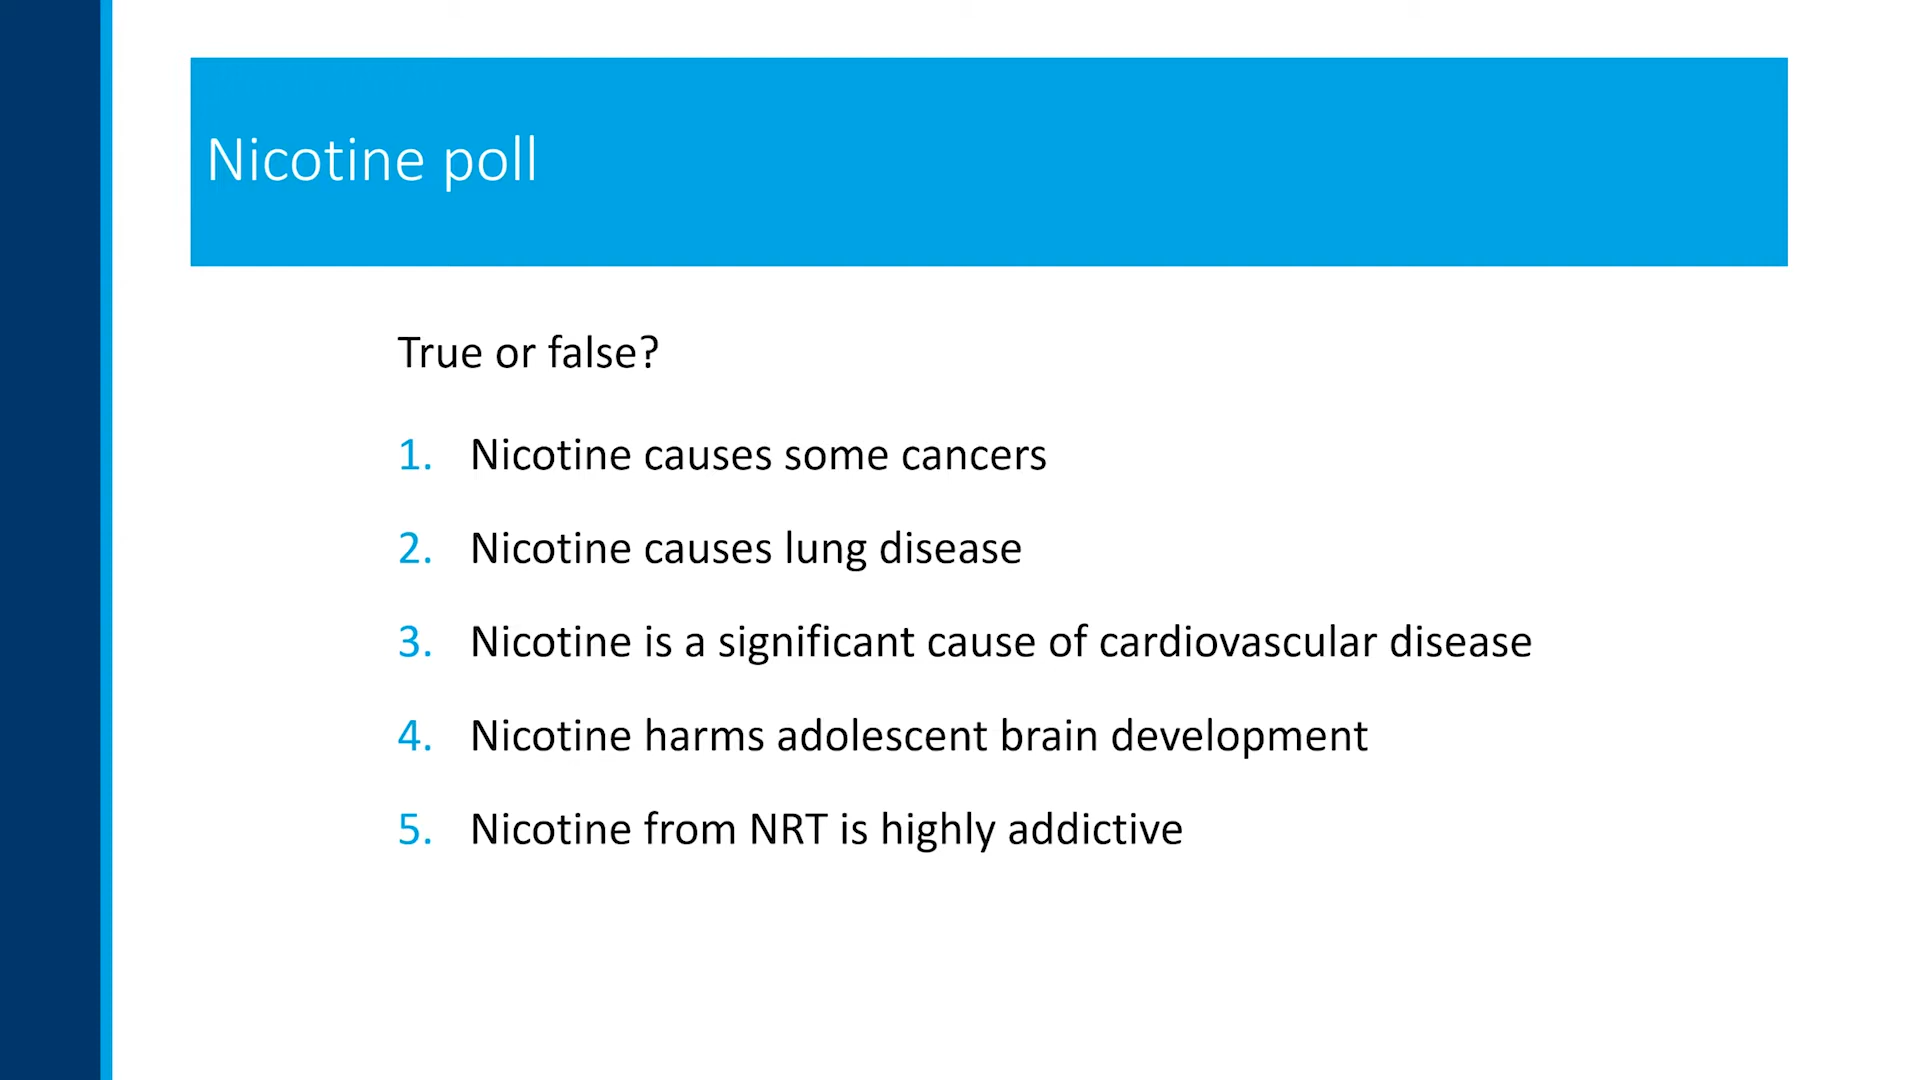 Nicotine poll
True or false?
1. Nicotine causes some cancers
2. Nicotine causes lung disease
3. Nicotine is a significant cause of cardiovascular disease
4. Nicotine harms adolescent brain development
5. Nicotine from NRT is highly addictive